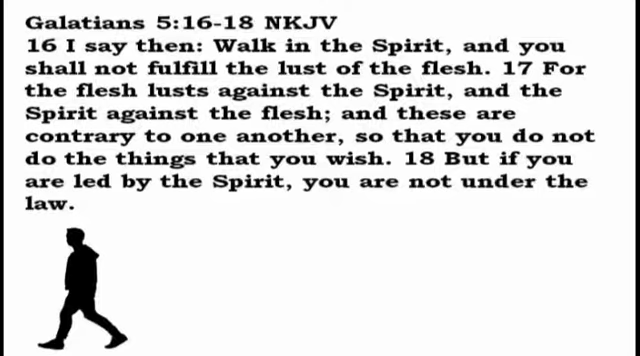 Galatians 5:16-18 NKJV
16 I say then: Walk in the Spirit, and you
shall not fulfill the lust of the flesh. 17 For
the flesh lusts against the Spirit, and the
Spirit against the flesh; and these are
contrary to one another, so that you do not
do the things that you wish. 18 But if you
are led by the Spirit, you are not under the
law.